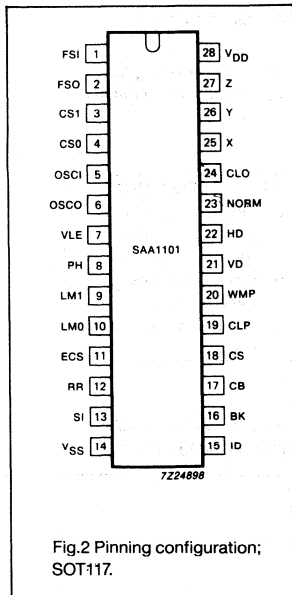 FSI 1 28 VDD
FSO 2 27 Z
CS1 3 26 Y
CS0 4 25 X
OSCI 5 24 CLO
OSCO 6 23 NORM
VLE 7 22 HD
SAA1101
PH 8 21 VD
LM1 9 20 WMP
LM0 10 19 CLP
ECS 11 18 CS
RR 12 17 CB
SI 13 16 BK
VSS 14 15 ID
7Z24898
Fig.2 Pinning configuration;
SOT117.